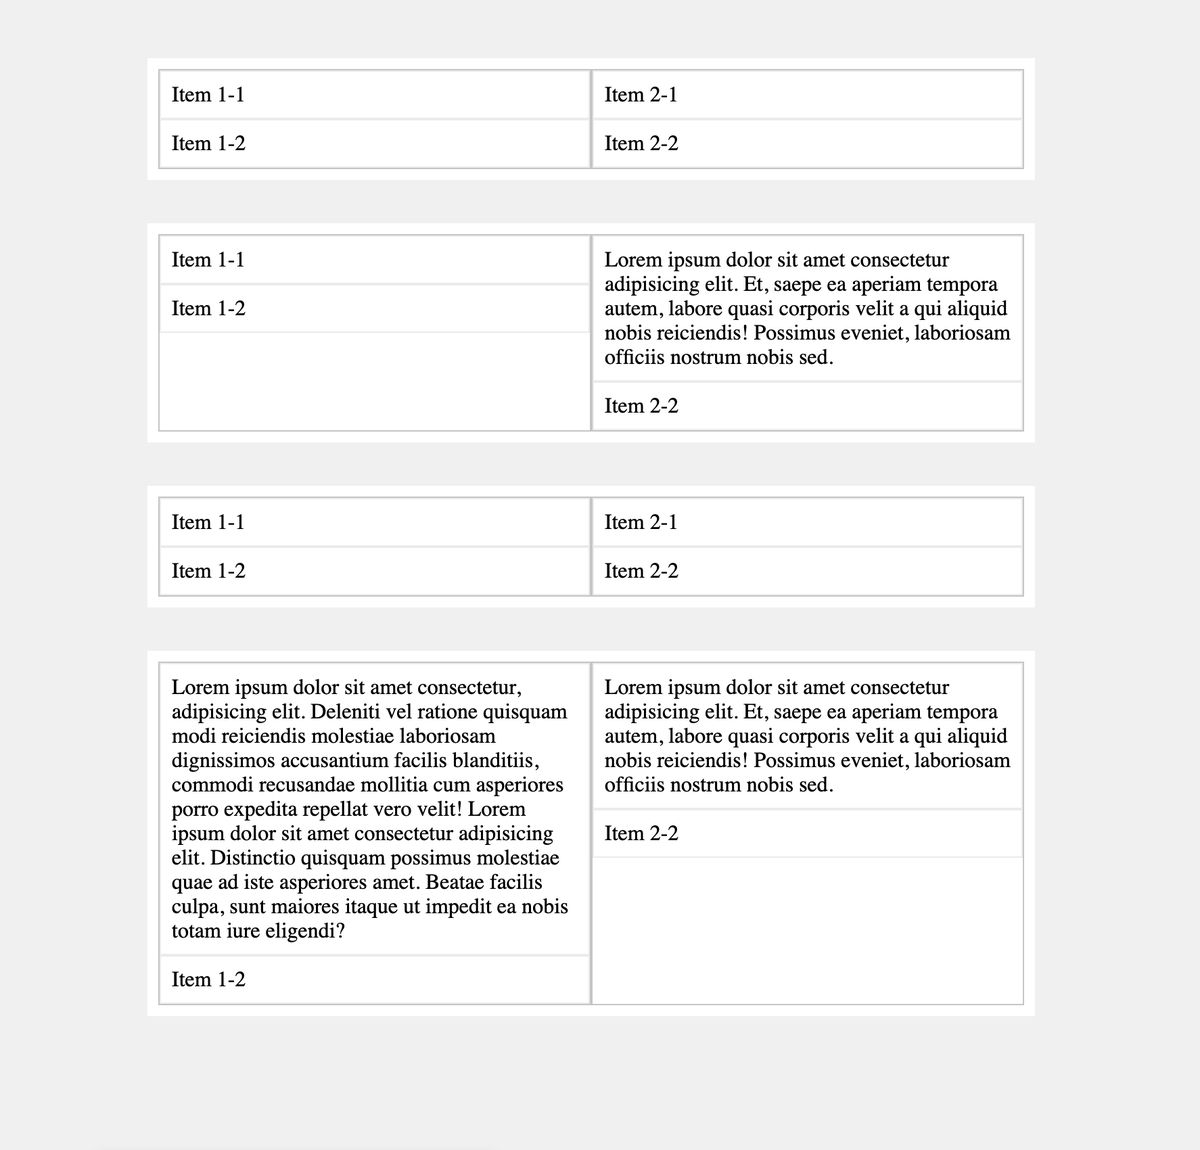 Item 1-1
Item 1-2
Item 2-1
Item 2-2
Item 1-1
Item 1-2
Lorem ipsum dolor sit amet consectetur
adipisicing elit. Et, saepe ea aperiam tempora
autem, labore quasi corporis velit a qui aliquid
nobis reiciendis! Possimus eveniet, laboriosam
officiis nostrum nobis sed.
Item 2-2
Item 1-1
Item 1-2
Item 2-1
Item 2-2
Lorem ipsum dolor sit amet consectetur,
adipisicing elit. Deleniti vel ratione quisquam
modi reiciendis molestiae laboriosam
dignissimos accusantium facilis blanditiis,
commodi recusandae mollitia cum asperiores
porro expedita repellat vero velit! Lorem
ipsum dolor sit amet consectetur adipisicing
elit. Distinctio quisquam possimus molestiae
quae ad iste asperiores amet. Beatae facilis
culpa, sunt maiores itaque ut impedit ea nobis
totam iure eligendi?
Item 1-2
Lorem ipsum dolor sit amet consectetur
adipisicing elit. Et, saepe ea aperiam tempora
autem, labore quasi corporis velit a qui aliquid
nobis reiciendis! Possimus eveniet, laboriosam
officiis nostrum nobis sed.
Item 2-2